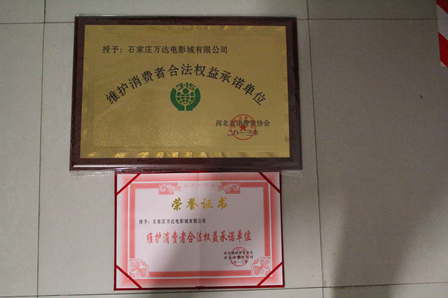 授予：石家庄万达电影城有限公司
维护消费者合法权益承诺单位
河北省消费者协会
荣誉证书
授予：石家庄万达电影城有限公司
维护消费者合法权益承诺单位